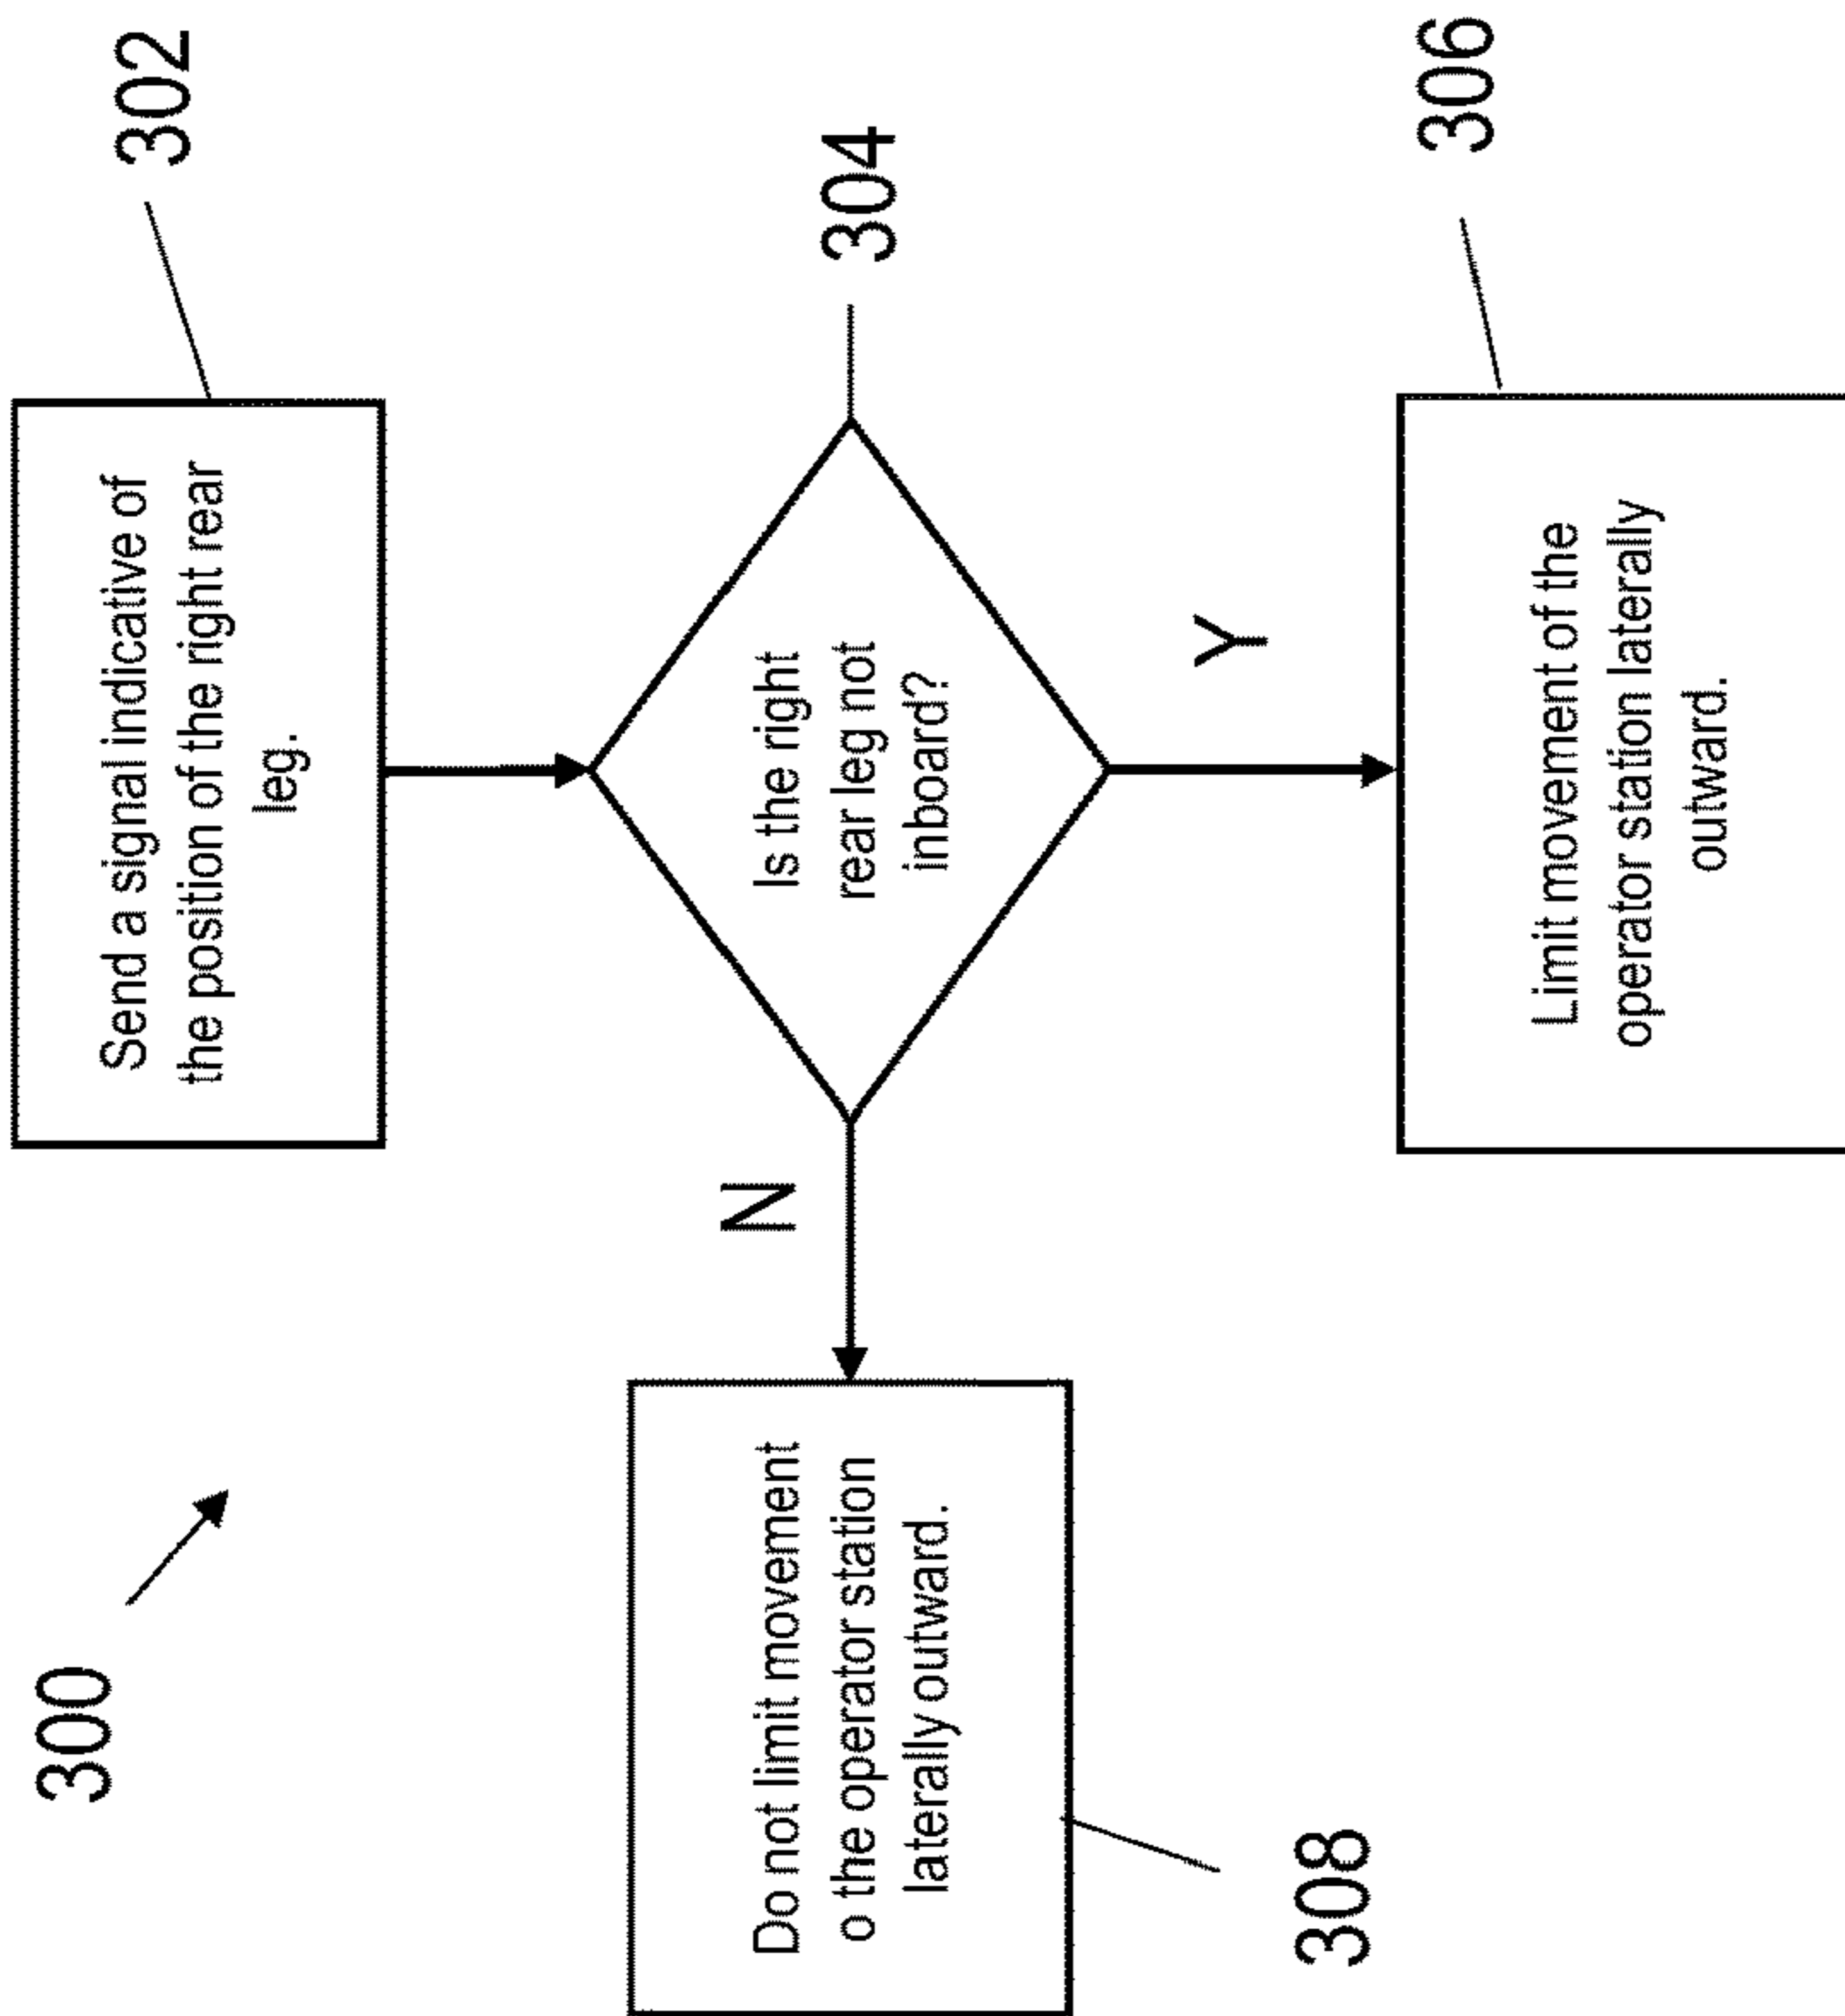 300
302
Send a signal indicative of
the position of the right rear
leg.
304
Is the right
rear leg not
inboard?
N
Y
308
Do not limit movement
o the operator station
laterally outward.
306
Limit movement of the
operator station laterally
outward.